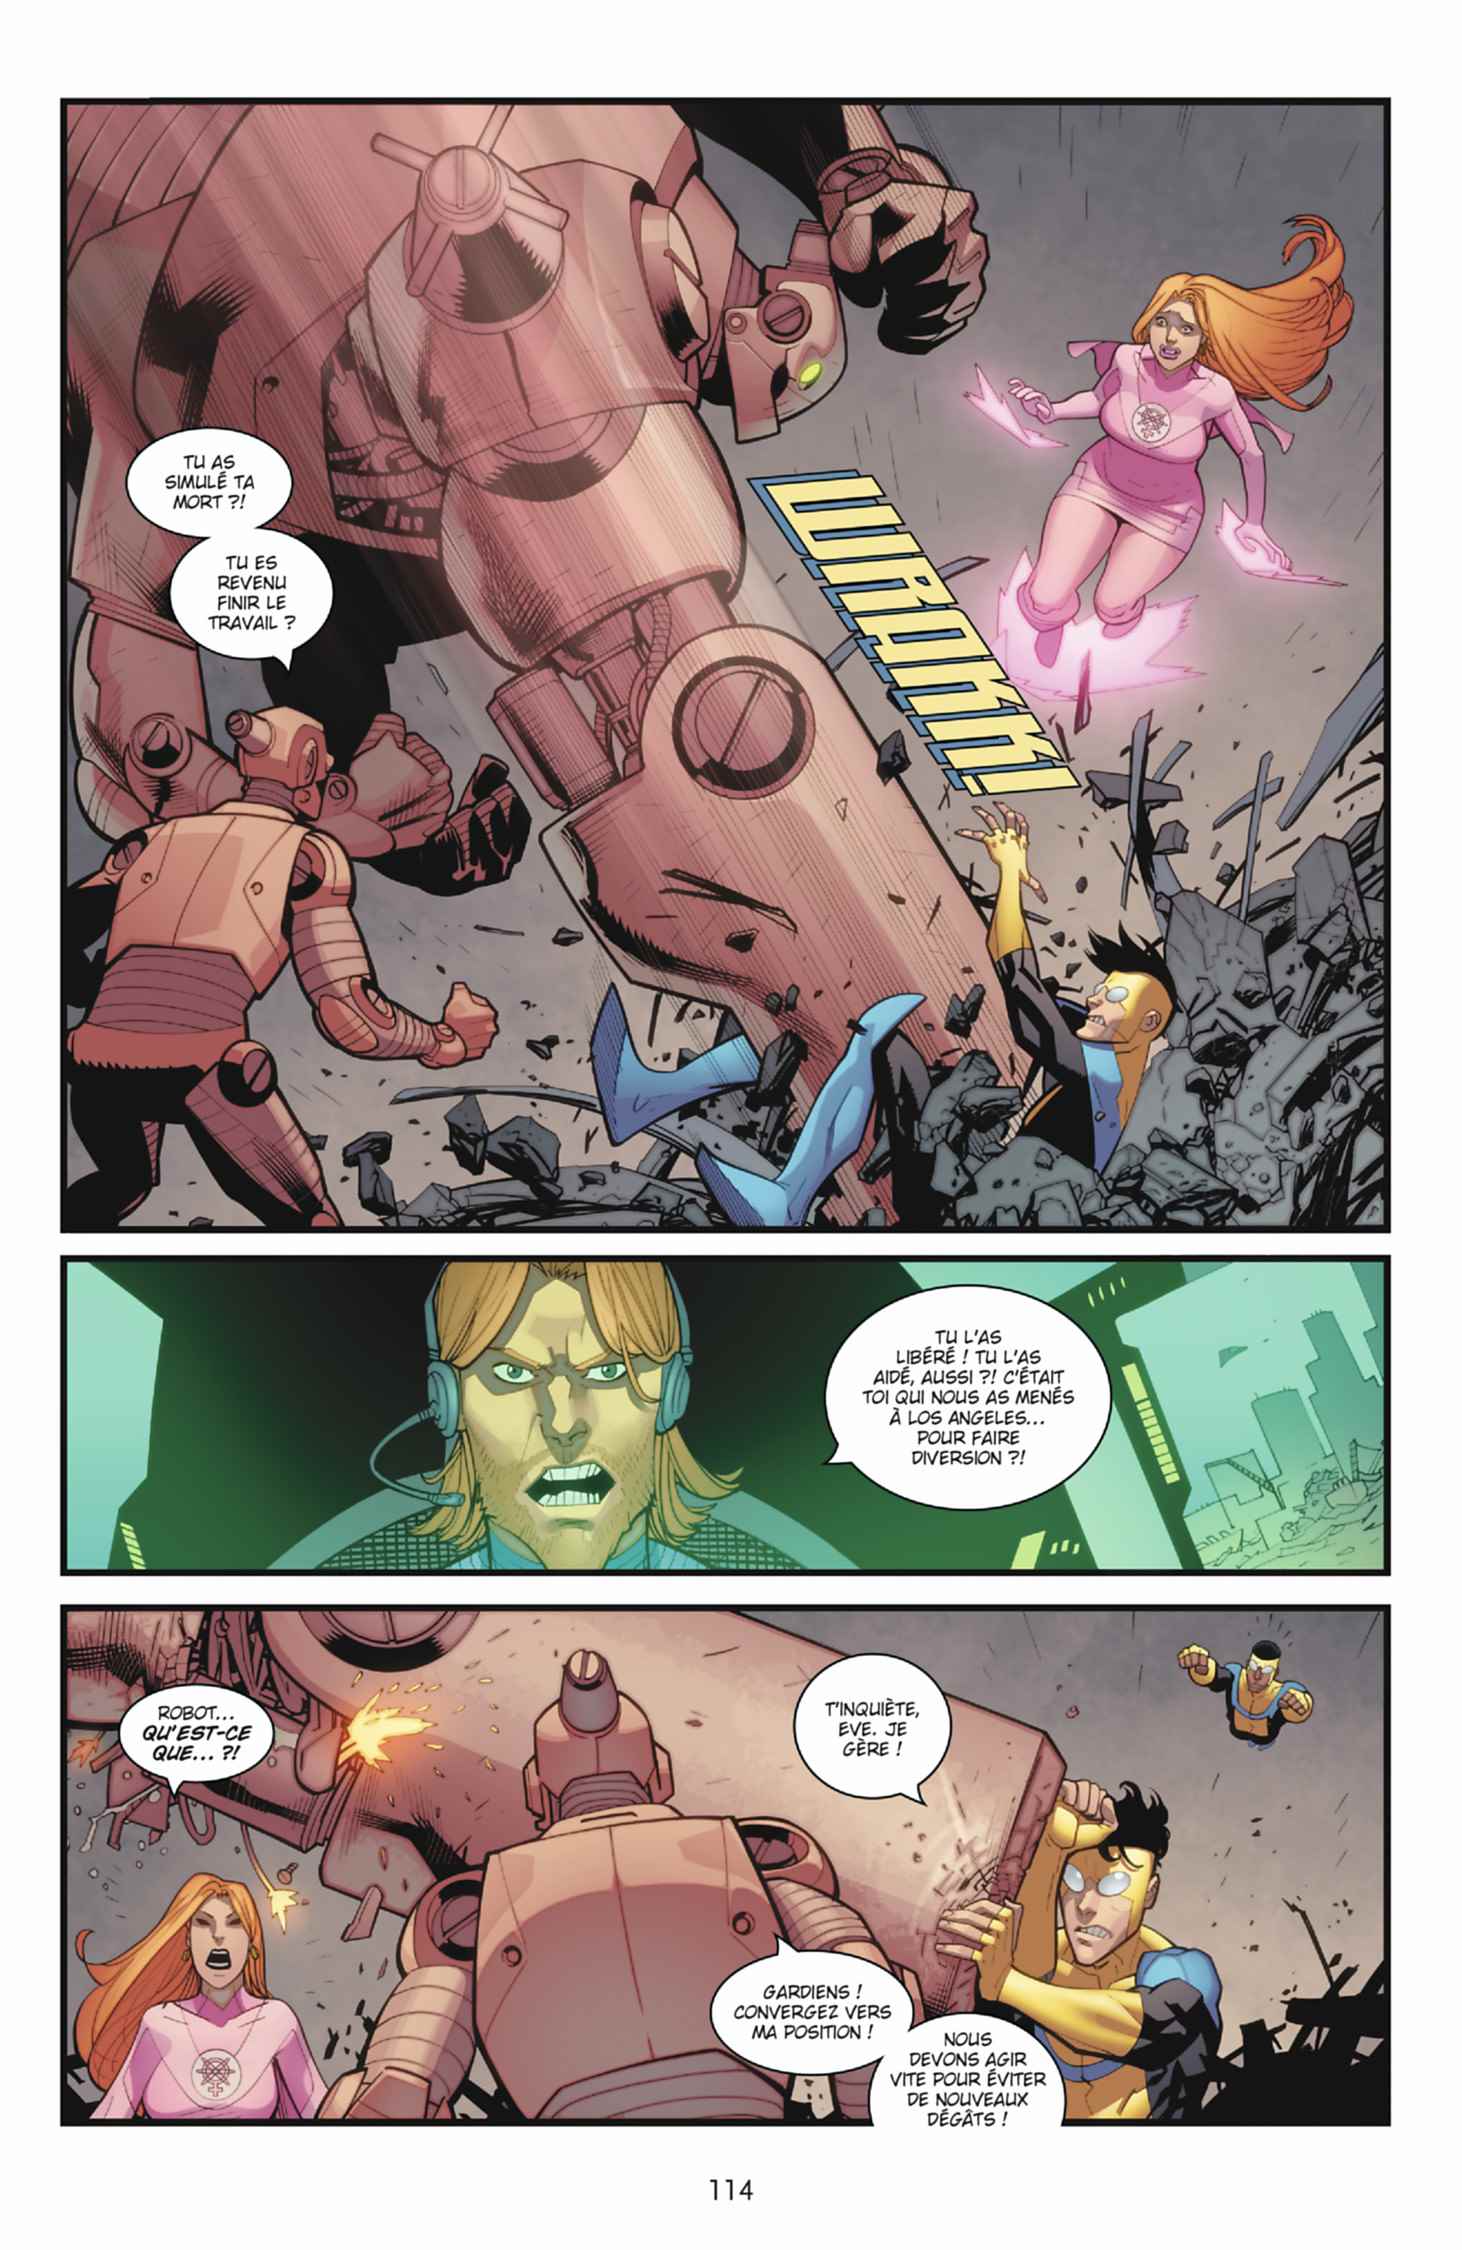 TU AS
SIMULÉ TA
MORT ?!
TU ES
REVENU
FINIR LE
TRAVAIL ?
WRAKK!
TU L'AS
LIBÉRÉ ! TU L'AS
AIDÉ, AUSSI ?! C'ÉTAIT
TOI QUI NOUS AS MENÉS
À LOS ANGELES...
POUR FAIRE
DIVERSION ?!
ROBOT...
QU'EST-CE
QUE... ?!
T'INQUIÈTE,
EVE. JE
GÈRE !
GARDIENS !
CONVERGEZ VERS
MA POSITION !
NOUS
DEVONS AGIR
VITE POUR ÉVITER
DE NOUVEAUX
DÉGÂTS !
114